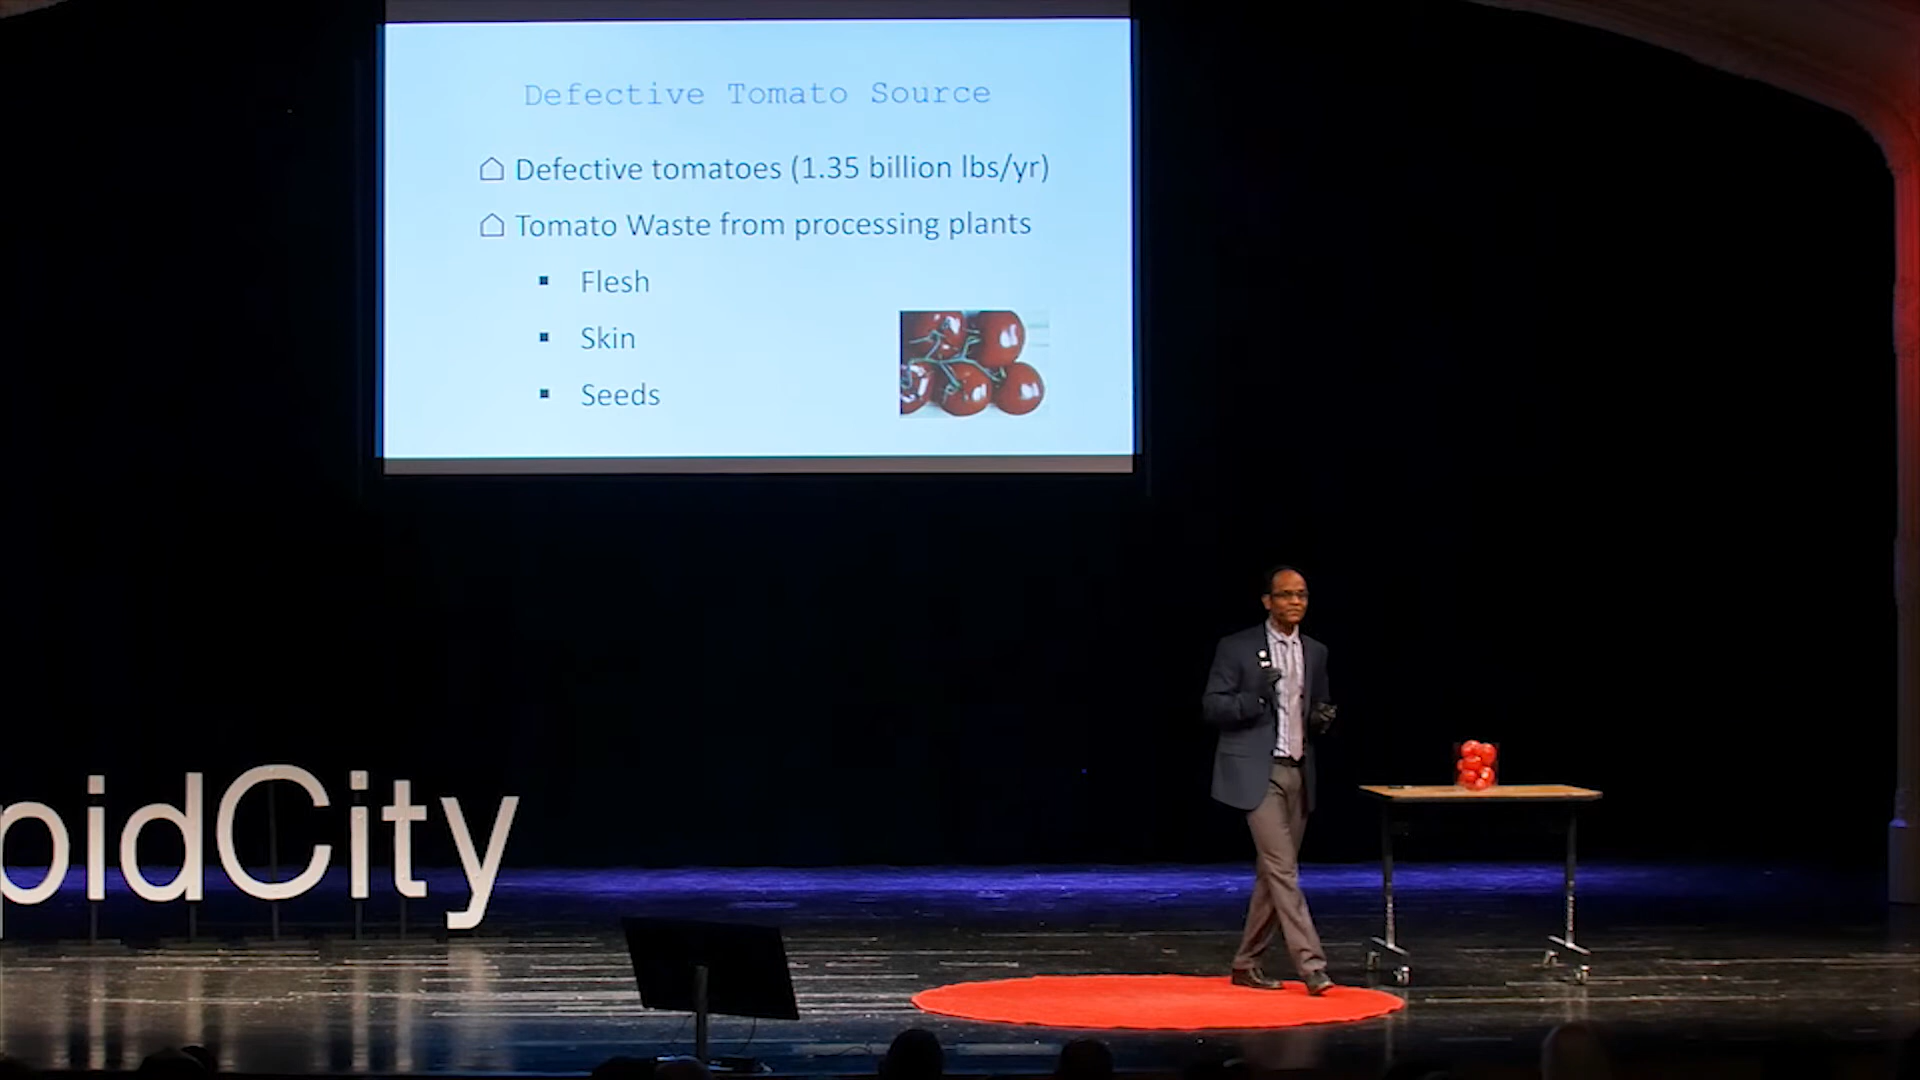 Defective Tomato Source
Defective tomatoes (1.35 billion lbs/yr)
Tomato Waste from processing plants
Flesh
Skin
Seeds
pidCity